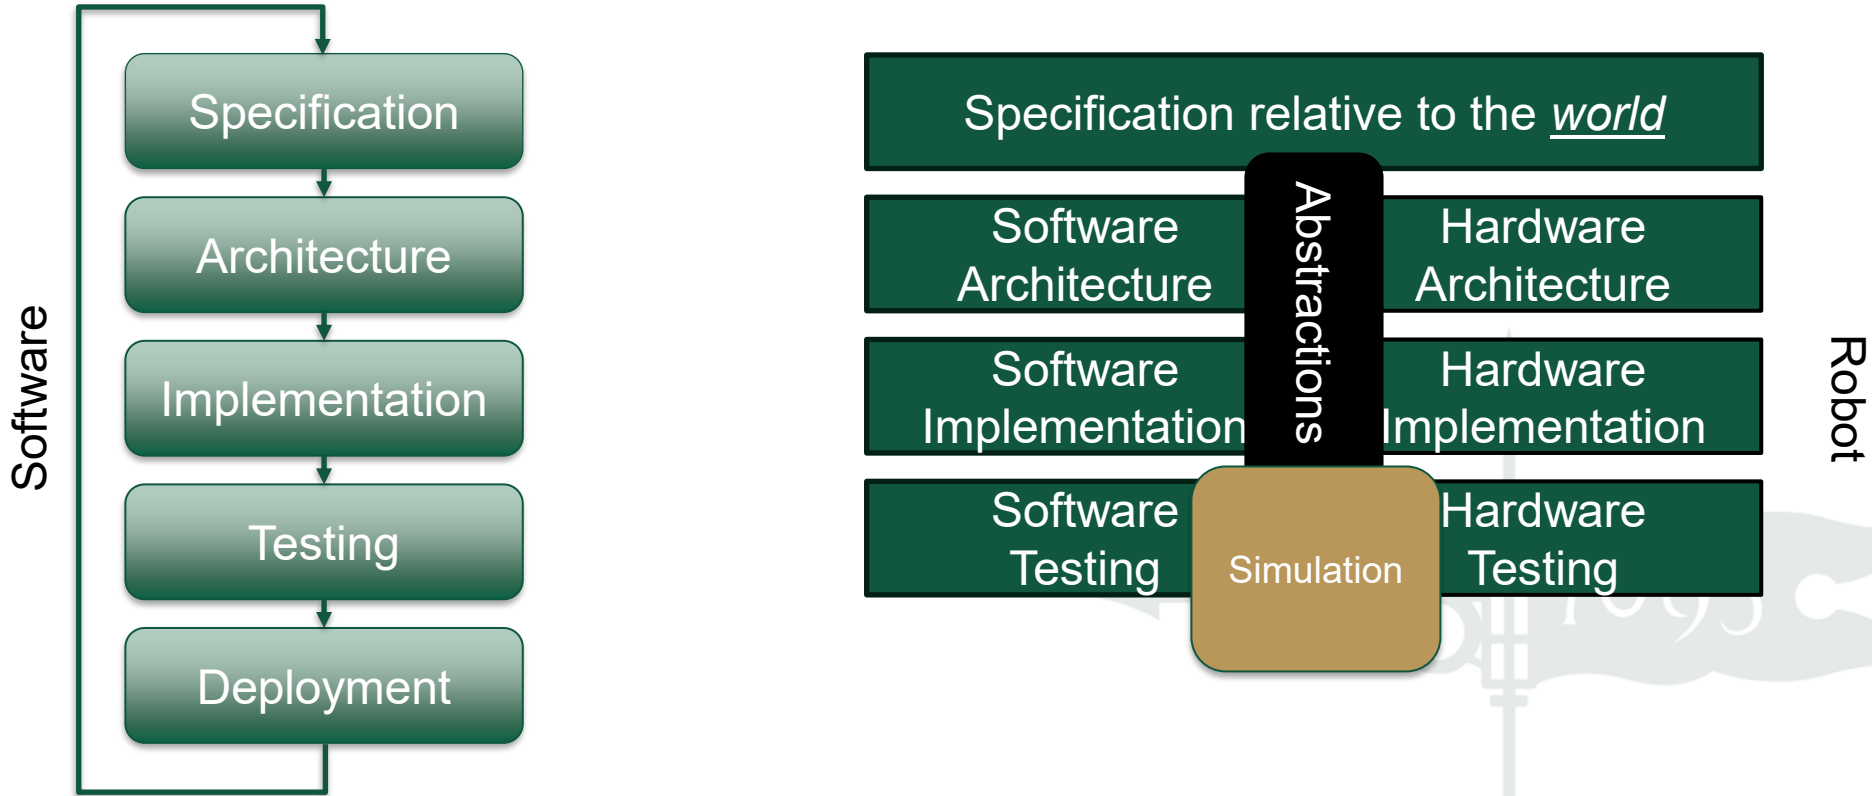 Software
Specification
Architecture
Implementation
Testing
Deployment
Specification relative to the world
Software
Architecture
Hardware
Architecture
Software
Implementation
Hardware
Implementation
Software
Testing
Hardware
Testing
Abstractions
Simulation
Robot
1693